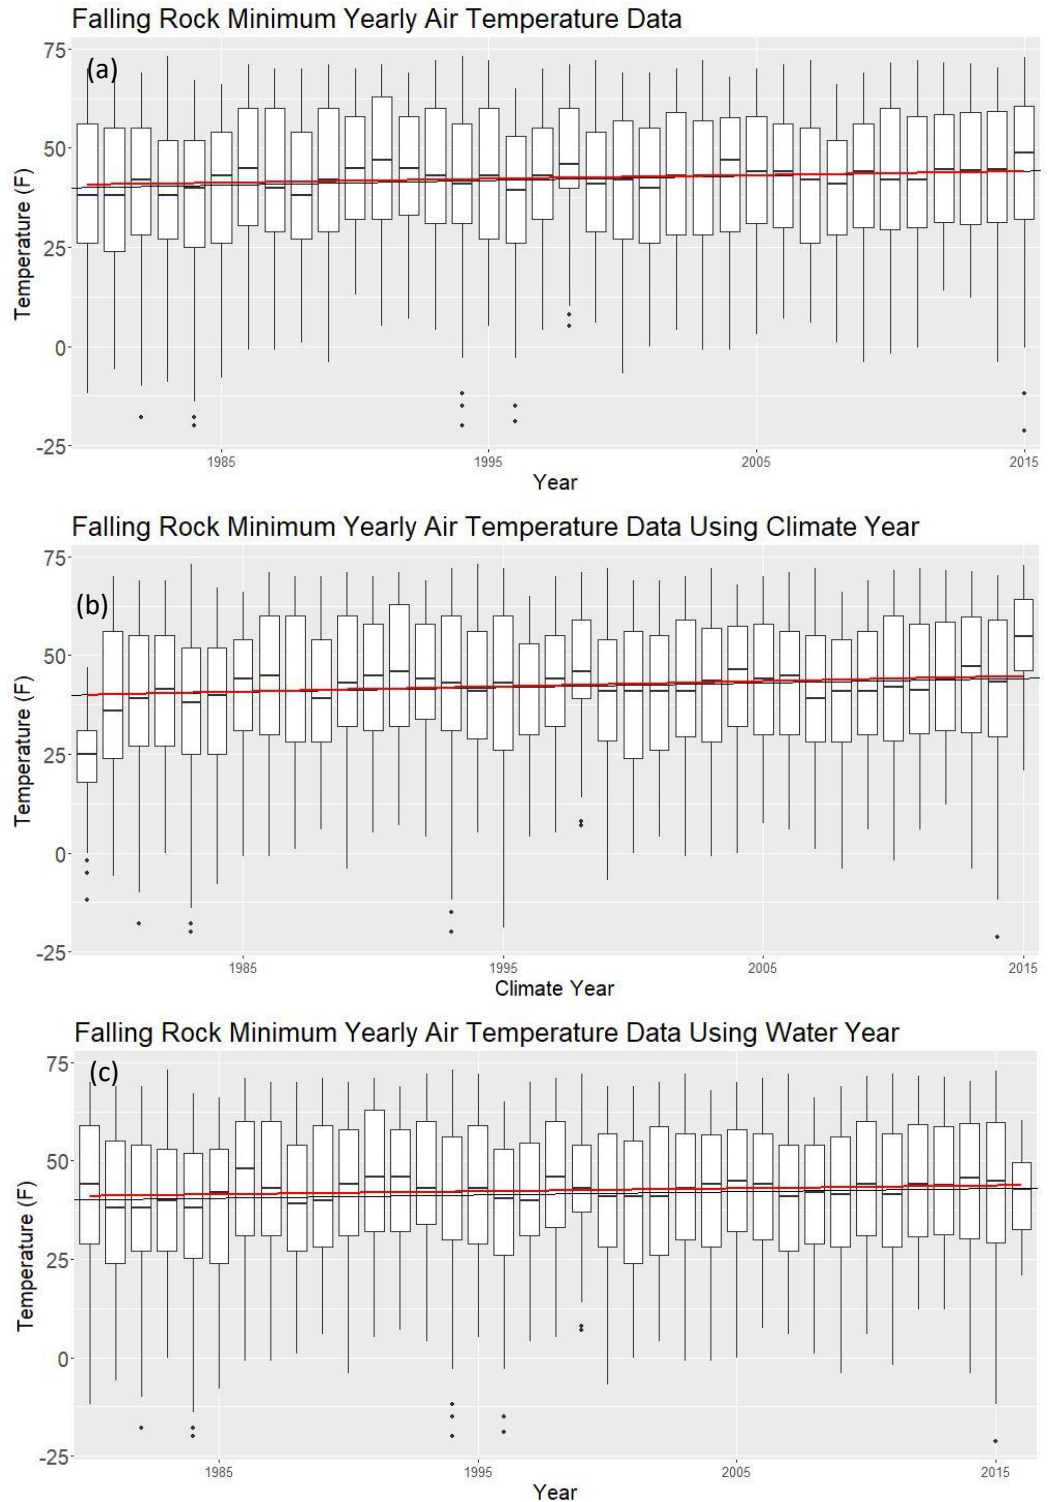 Falling Rock Minimum Yearly Air Temperature Data
(a)
75
50
25
0
-25
Temperature (F)
1985 1995 2005 2015
Year
Falling Rock Minimum Yearly Air Temperature Data Using Climate Year
(b)
75
50
25
0
-25
Temperature (F)
1985 1995 2005 2015
Climate Year
Falling Rock Minimum Yearly Air Temperature Data Using Water Year
(c)
75
50
25
0
-25
Temperature (F)
1985 1995 2005 2015
Year